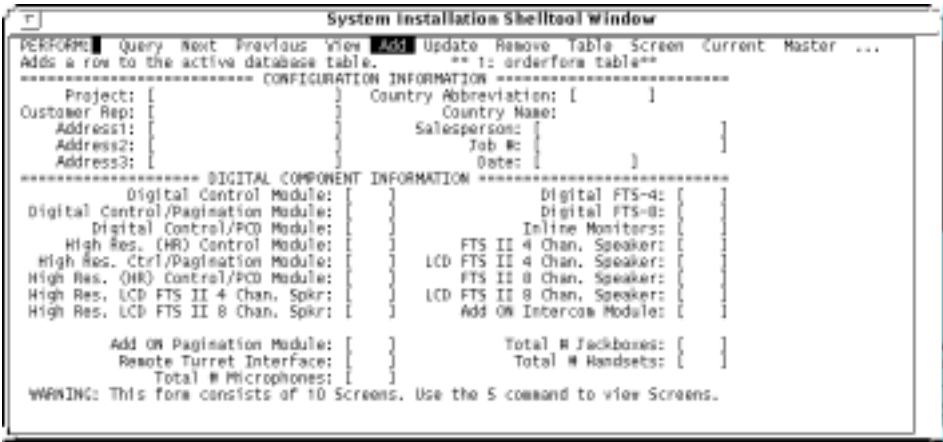 System Installation Shelltool Window
PERFORM: Query Next Previous View Add Update Remove Table Screen Current Master ...
Adds a row to the active database table. ** 1: orderform table**
=========================== CONFIGURATION INFORMATION ===========================
Project: [ ] Country Abbreviation: [ ]
Customer Rep: [ ] Country Name:
Address1: [ ] Salesperson: [ ]
Address2: [ ] Job #: [ ]
Address3: [ ] Date: [ ]
===================== DIGITAL COMPONENT INFORMATION =============================
Digital Control Module: [ ] Digital FTS-4: [ ]
Digital Control/Pagination Module: [ ] Digital FTS-8: [ ]
Digital Control/PCD Module: [ ] Inline Monitors: [ ]
High Res. (HR) Control Module: [ ] FTS II 4 Chan. Speaker: [ ]
High Res. Ctrl/Pagination Module: [ ] LCD FTS II 4 Chan. Speaker: [ ]
High Res. (HR) Control/PCD Module: [ ] FTS II 8 Chan. Speaker: [ ]
High Res. LCD FTS II 4 Chan. Spkr: [ ] LCD FTS II 8 Chan. Speaker: [ ]
High Res. LCD FTS II 8 Chan. Spkr: [ ] Add ON Intercom Module: [ ]
Add ON Pagination Module: [ ] Total # Jackboxes: [ ]
Remote Turret Interface: [ ] Total # Handsets: [ ]
Total # Microphones: [ ]
WARNING: This form consists of 10 Screens. Use the S command to view Screens.